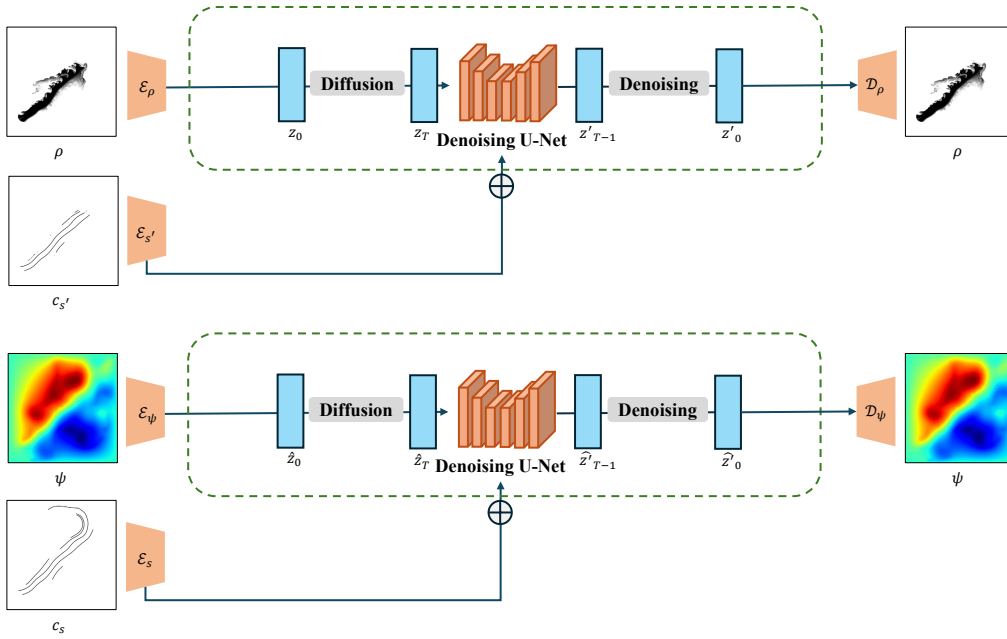 ℰ_ρ
Diffusion
Denoising
𝒟_ρ
z_0
z_T
z'_{T−1}
z'_0
Denoising U-Net
ρ
ρ
ℰ_{s'}
c_{s'}
ℰ_ψ
Diffusion
Denoising
𝒟_ψ
ẑ_0
ẑ_T
ẑ'_{T−1}
ẑ'_0
Denoising U-Net
ψ
ψ
ℰ_s
c_s